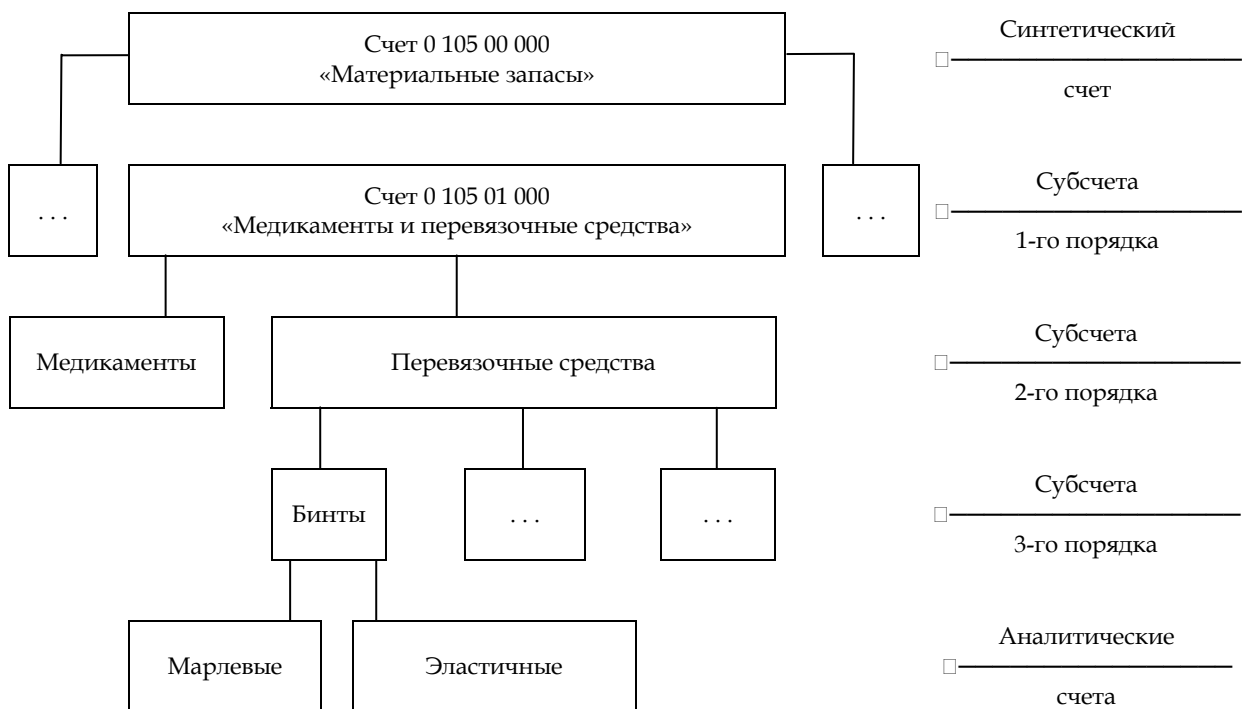 Счет 0 105 00 000
«Материальные запасы»
Синтетический
счет
. . .
Счет 0 105 01 000
«Медикаменты и перевязочные средства»
. . .
Субсчета
1-го порядка
Медикаменты
Перевязочные средства
Субсчета
2-го порядка
Бинты
. . .
. . .
Субсчета
3-го порядка
Марлевые
Эластичные
Аналитические
счета